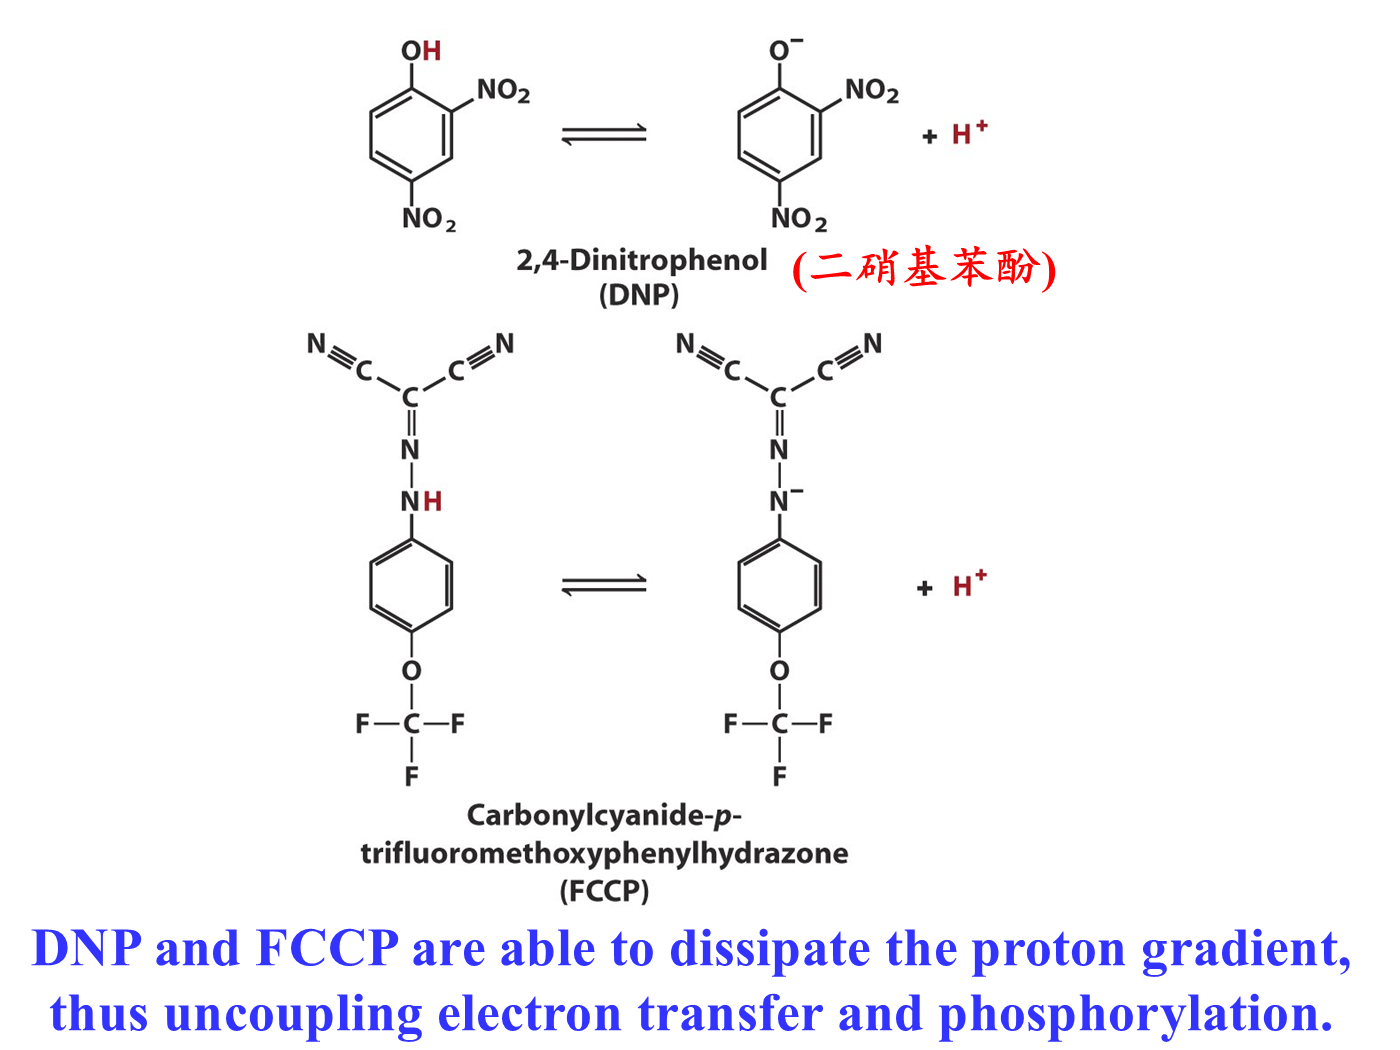 OH
NO₂
NO₂
O⁻
NO₂
NO₂
+ H⁺
2,4-Dinitrophenol (二硝基苯酚)
(DNP)
N C C N
C
N
NH
O
F C F
F
N C C N
C
N
N⁻
O
F C F
F
+ H⁺
Carbonylcyanide-p-
trifluoromethoxyphenylhydrazone
(FCCP)
DNP and FCCP are able to dissipate the proton gradient,
thus uncoupling electron transfer and phosphorylation.